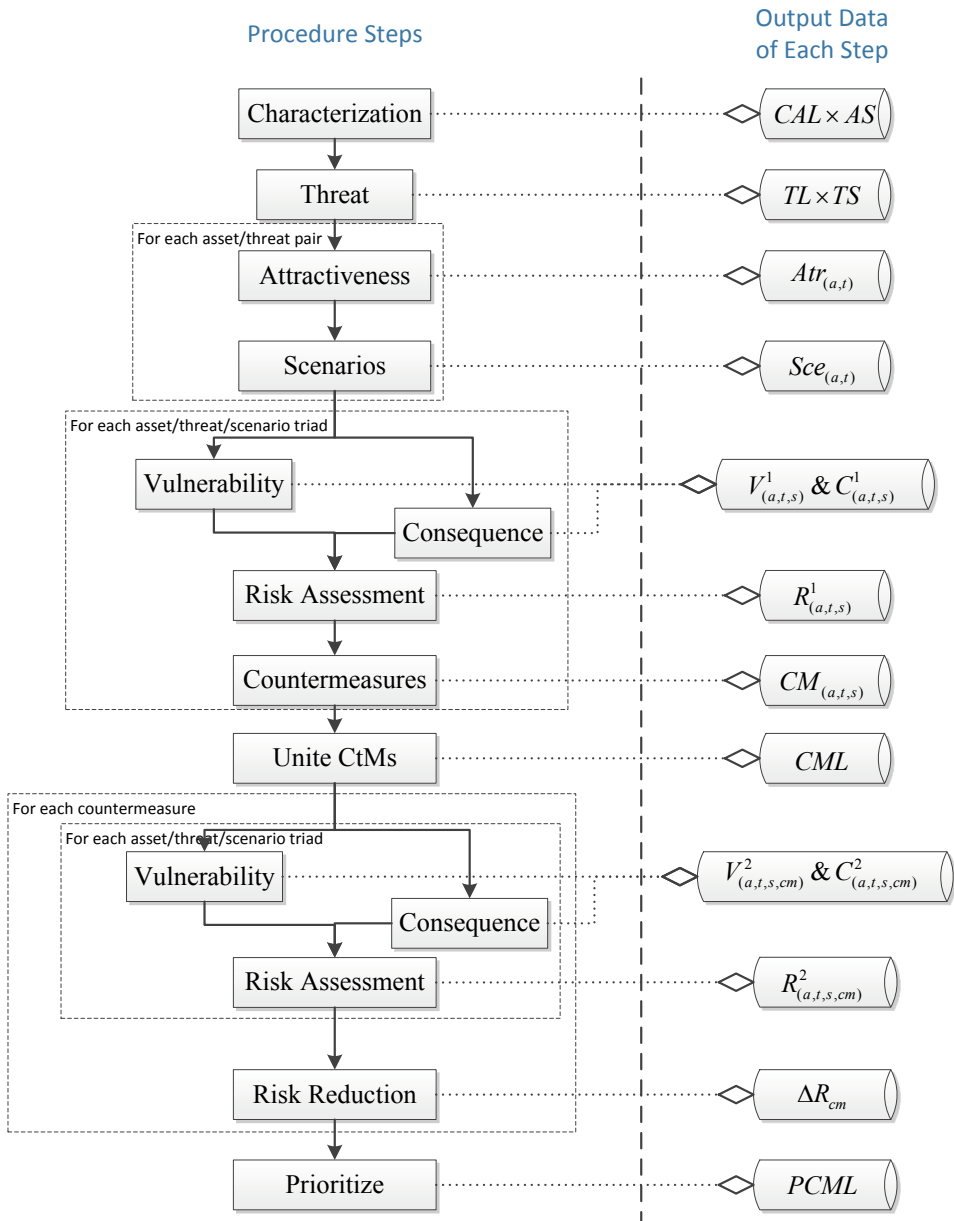 Procedure Steps
Output Data
of Each Step
Characterization
CAL × AS
Threat
TL × TS
For each asset/threat pair
Attractiveness
Atr(a,t)
Scenarios
Sce(a,t)
For each asset/threat/scenario triad
Vulnerability
V¹(a,t,s) & C¹(a,t,s)
Consequence
Risk Assessment
R¹(a,t,s)
Countermeasures
CM(a,t,s)
Unite CtMs
CML
For each countermeasure
For each asset/threat/scenario triad
Vulnerability
V²(a,t,s,cm) & C²(a,t,s,cm)
Consequence
Risk Assessment
R²(a,t,s,cm)
Risk Reduction
ΔRcm
Prioritize
PCML